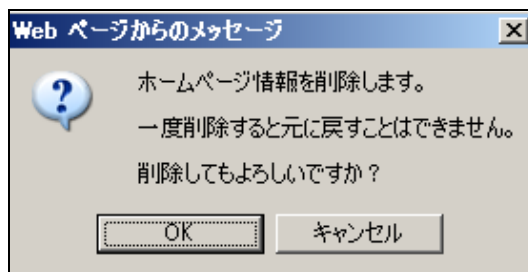 Web ページからのメッセージ
ホームページ情報を削除します。
一度削除すると元に戻すことはできません。
削除してもよろしいですか？
OK キャンセル